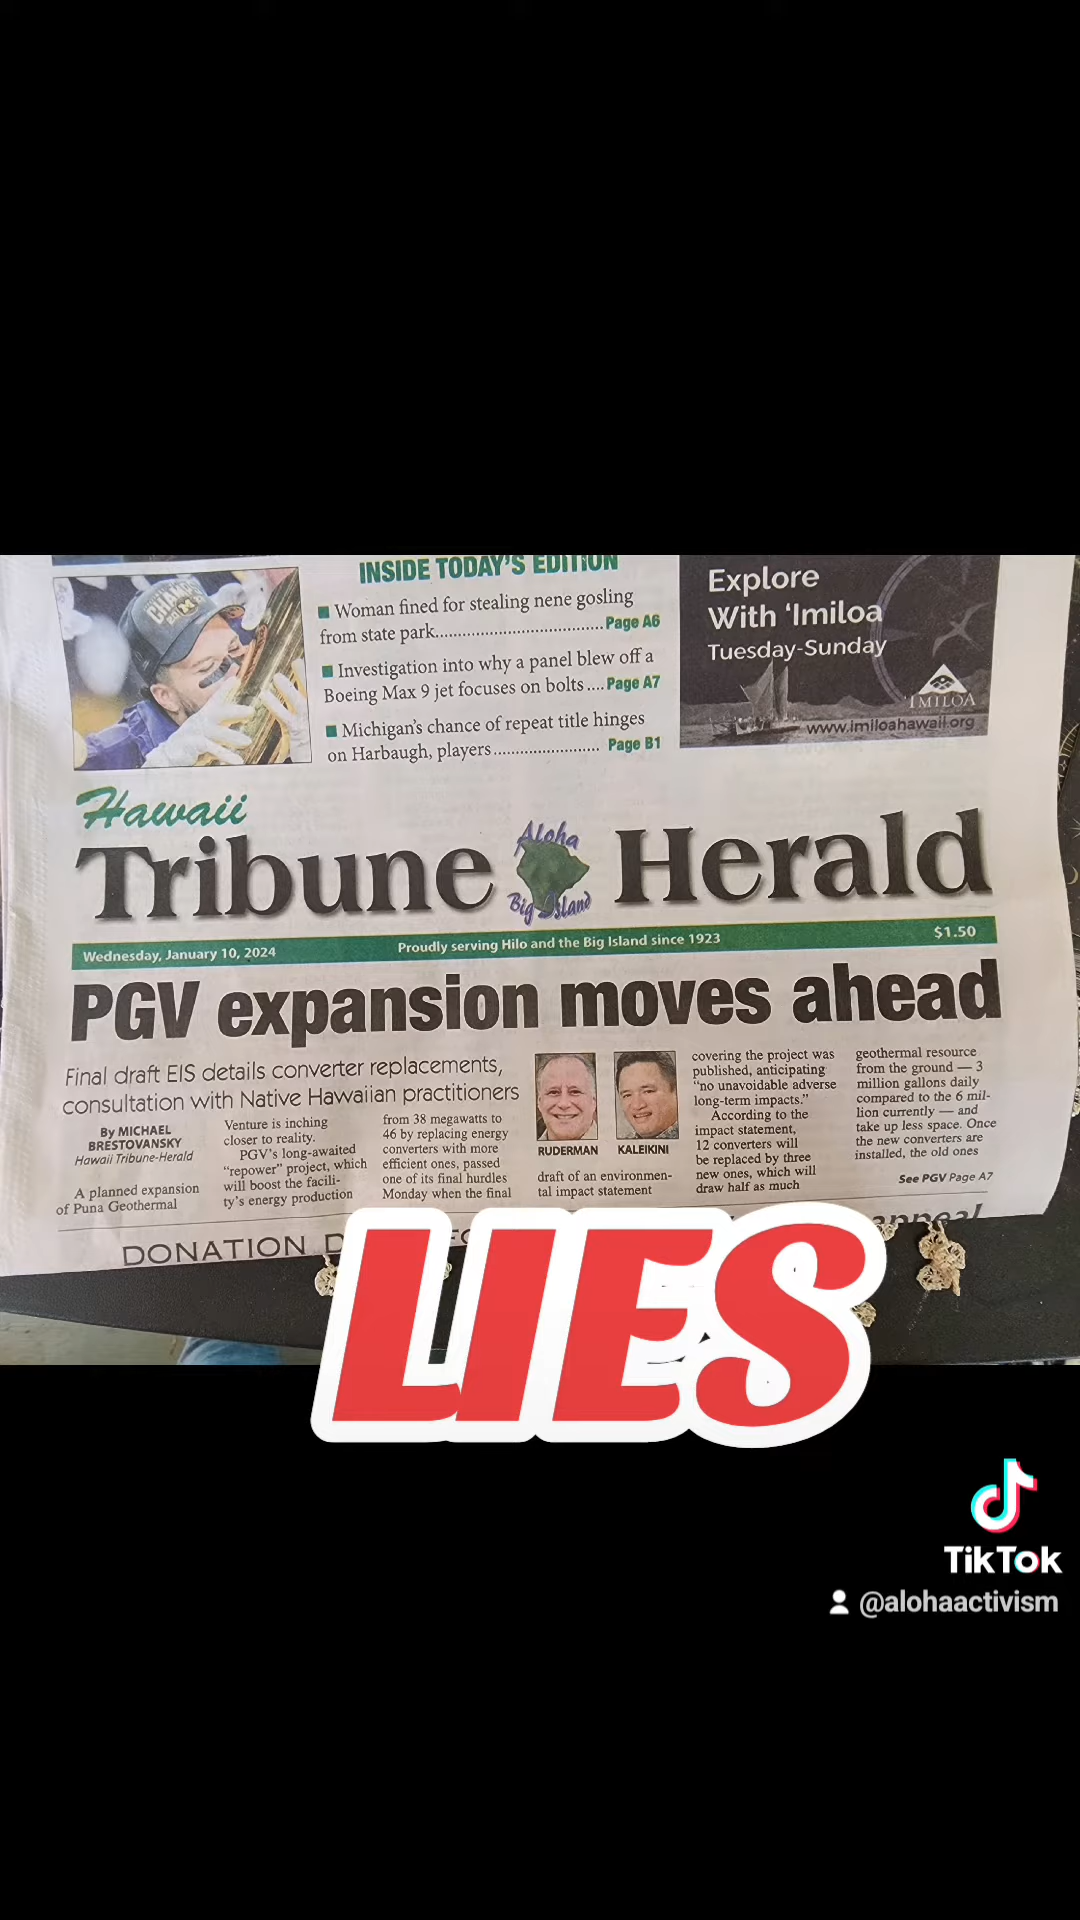 INSIDE TODAY'S EDITION
Woman fined for stealing nene gosling
from state park..................................Page A6
Investigation into why a panel blew off a
Boeing Max 9 jet focuses on bolts....Page A7
Michigan's chance of repeat title hinges
on Harbaugh, players....................... Page B1
Explore
With ‘Imiloa
Tuesday-Sunday
IMILOA
www.imiloahawaii.org
CHAMP
M
Hawaii
Tribune Herald
Aloha
Big Island
Wednesday, January 10, 2024
Proudly serving Hilo and the Big Island since 1923
$1.50
PGV expansion moves ahead
Final draft EIS details converter replacements,
consultation with Native Hawaiian practitioners
By MICHAEL
BRESTOVANSKY
Hawaii Tribune-Herald
A planned expansion
of Puna Geothermal
Venture is inching
closer to reality.
PGV's long-awaited
"repower" project, which
will boost the facili-
ty's energy production
from 38 megawatts to
46 by replacing energy
converters with more
efficient ones, passed
one of its final hurdles
Monday when the final
RUDERMAN
KALEIKINI
draft of an environmen-
tal impact statement
covering the project was
published, anticipating
"no unavoidable adverse
long-term impacts."
According to the
impact statement,
12 converters will
be replaced by three
new ones, which will
draw half as much
geothermal resource
from the ground — 3
million gallons daily
compared to the 6 mil-
lion currently — and
take up less space. Once
the new converters are
installed, the old ones
See PGV Page A7
DONATION
appeal
LIES
TikTok
@alohaactivism